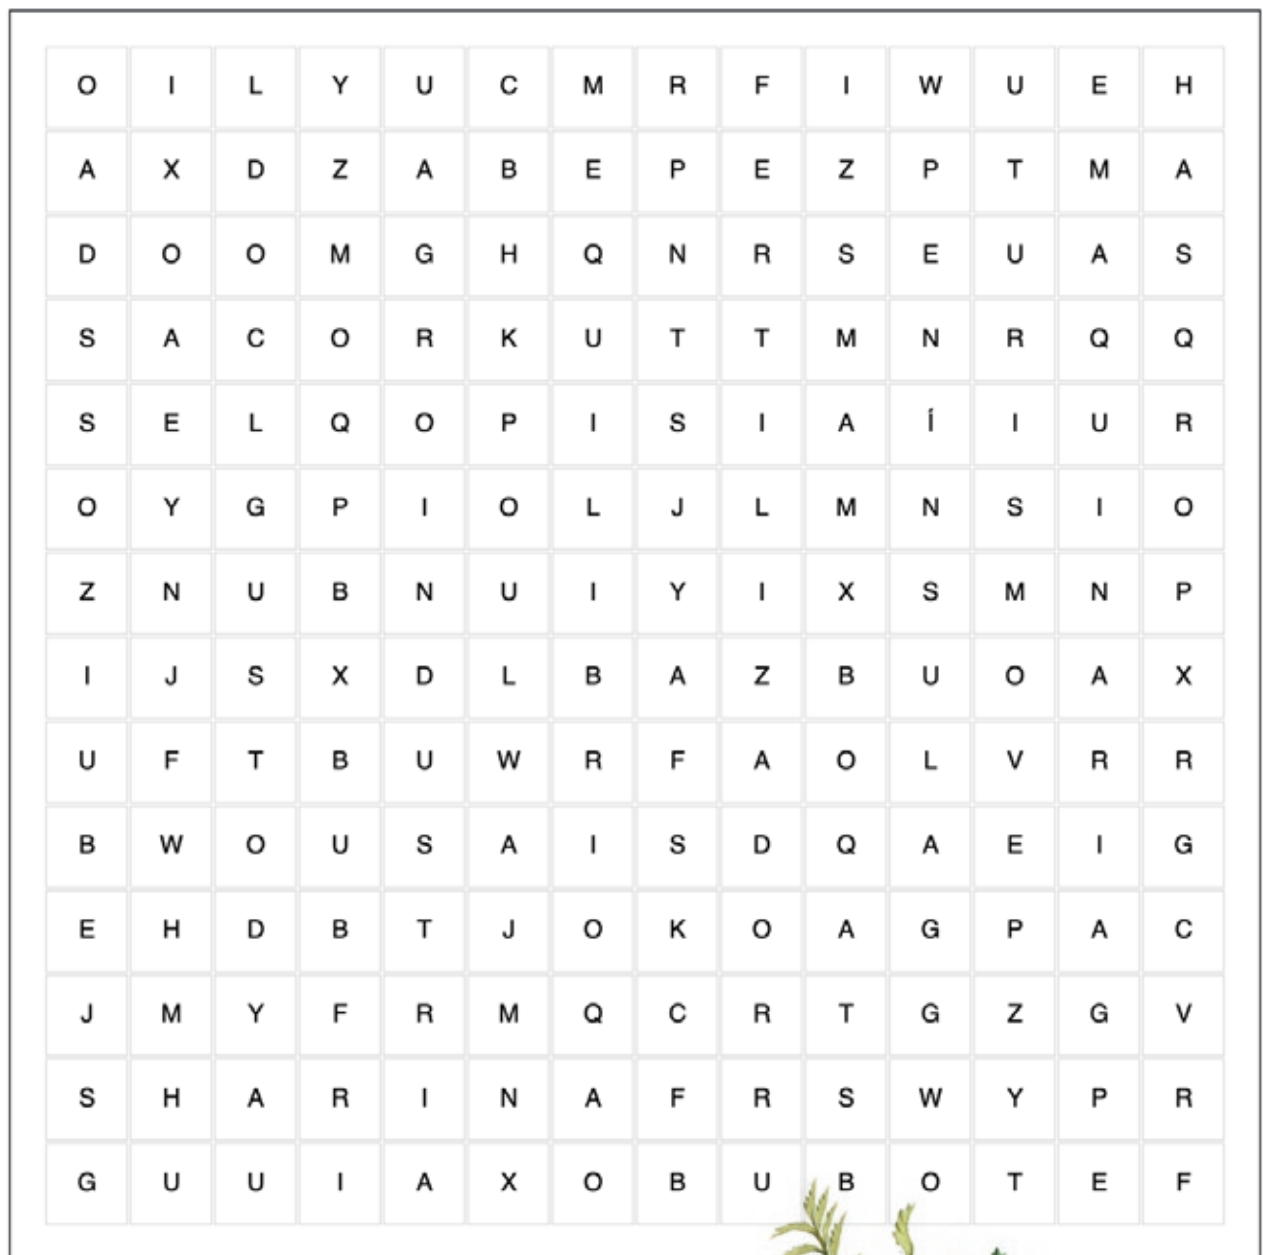 O I L Y U C M R F I W U E H
A X D Z A B E P E Z P T M A
D O O M G H Q N R S E U A S
S A C O R K U T T M N R Q Q
S E L Q O P I S I A Í I U R
O Y G P I O L J L M N S I O
Z N U B N U I Y I X S M N P
I J S X D L B A Z B U O A X
U F T B U W R F A O L V R R
B W O U S A I S D Q A E I G
E H D B T J O K O A G P A C
J M Y F R M Q C R T G Z G V
S H A R I N A F R S W Y P R
G U U I A X O B U B O T E F